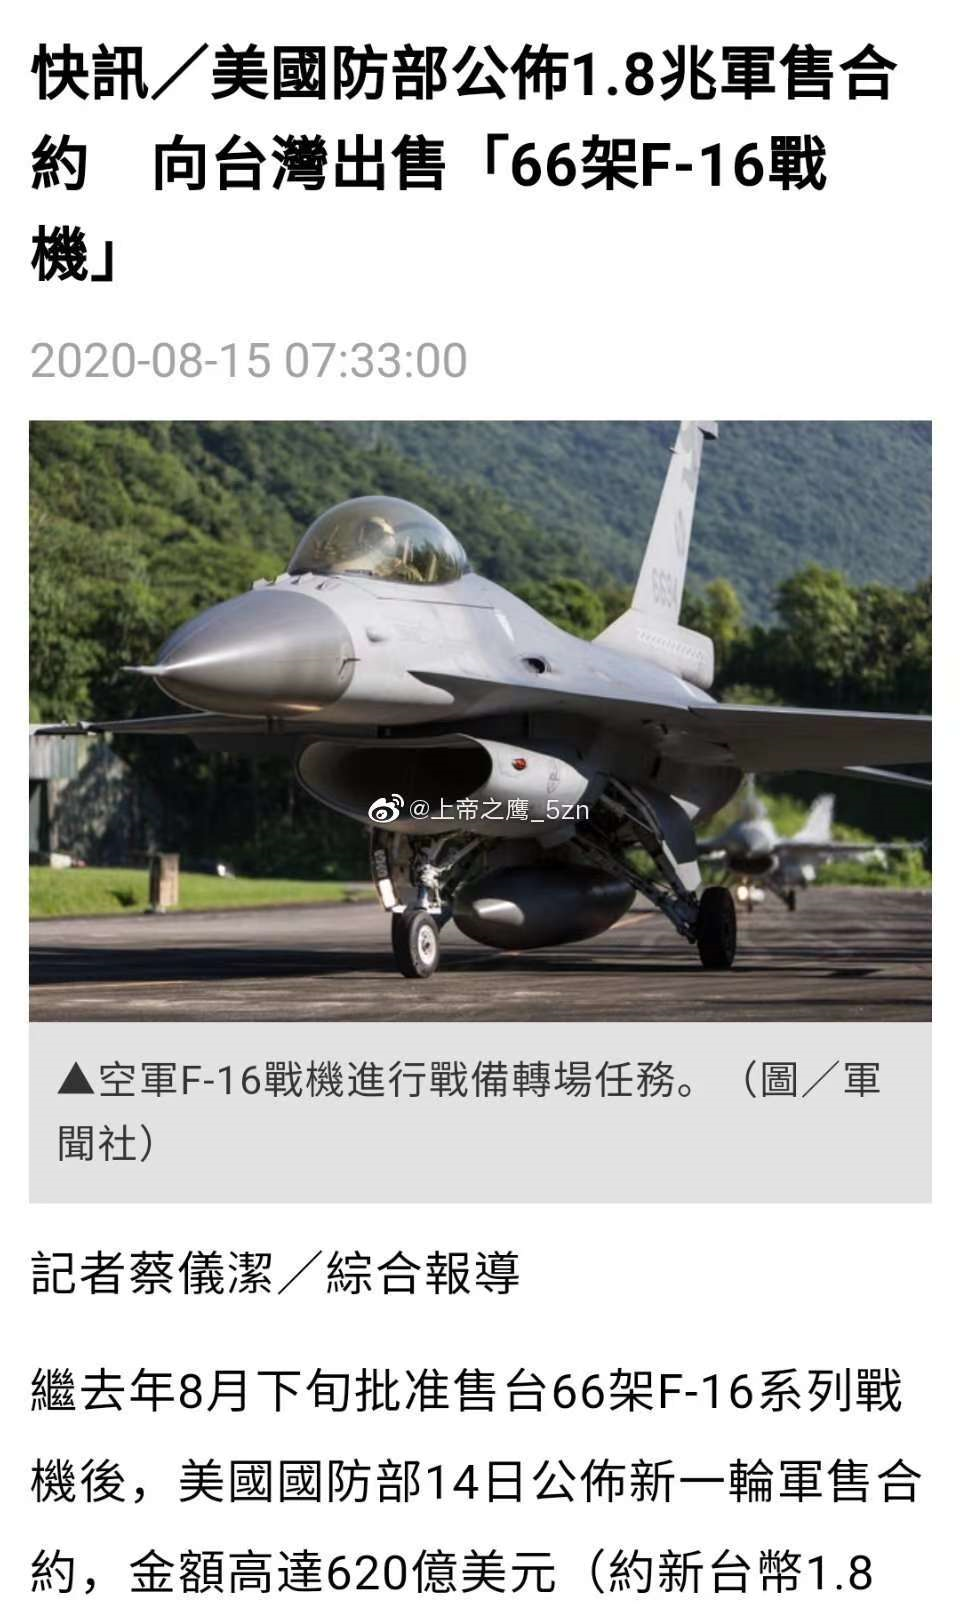 快訊／美國防部公佈1.8兆軍售合
約　向台灣出售「66架F-16戰
機」
2020-08-15 07:33:00
6694
@上帝之鹰_5zn
▲空軍F-16戰機進行戰備轉場任務。（圖／軍
聞社）
記者蔡儀潔／綜合報導
繼去年8月下旬批准售台66架F-16系列戰
機後，美國國防部14日公佈新一輪軍售合
約，金額高達620億美元（約新台幣1.8